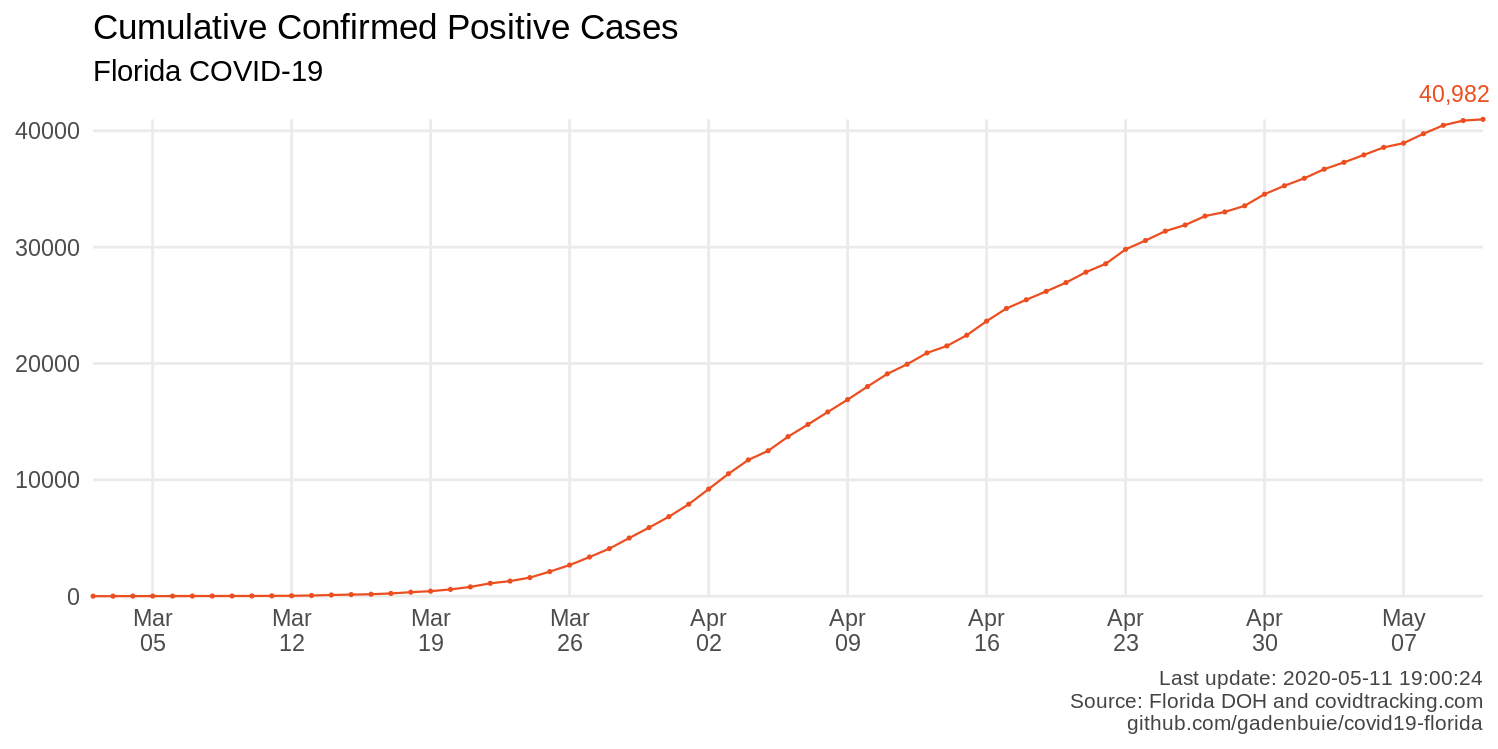 Cumulative Confirmed Positive Cases
Florida COVID-19
40,982
40000
30000
20000
10000
0
Mar Mar Mar Mar Apr Apr Apr Apr Apr May
05 12 19 26 02 09 16 23 30 07
Last update: 2020-05-11 19:00:24
Source: Florida DOH and covidtracking.com
github.com/gadenbuie/covid19-florida